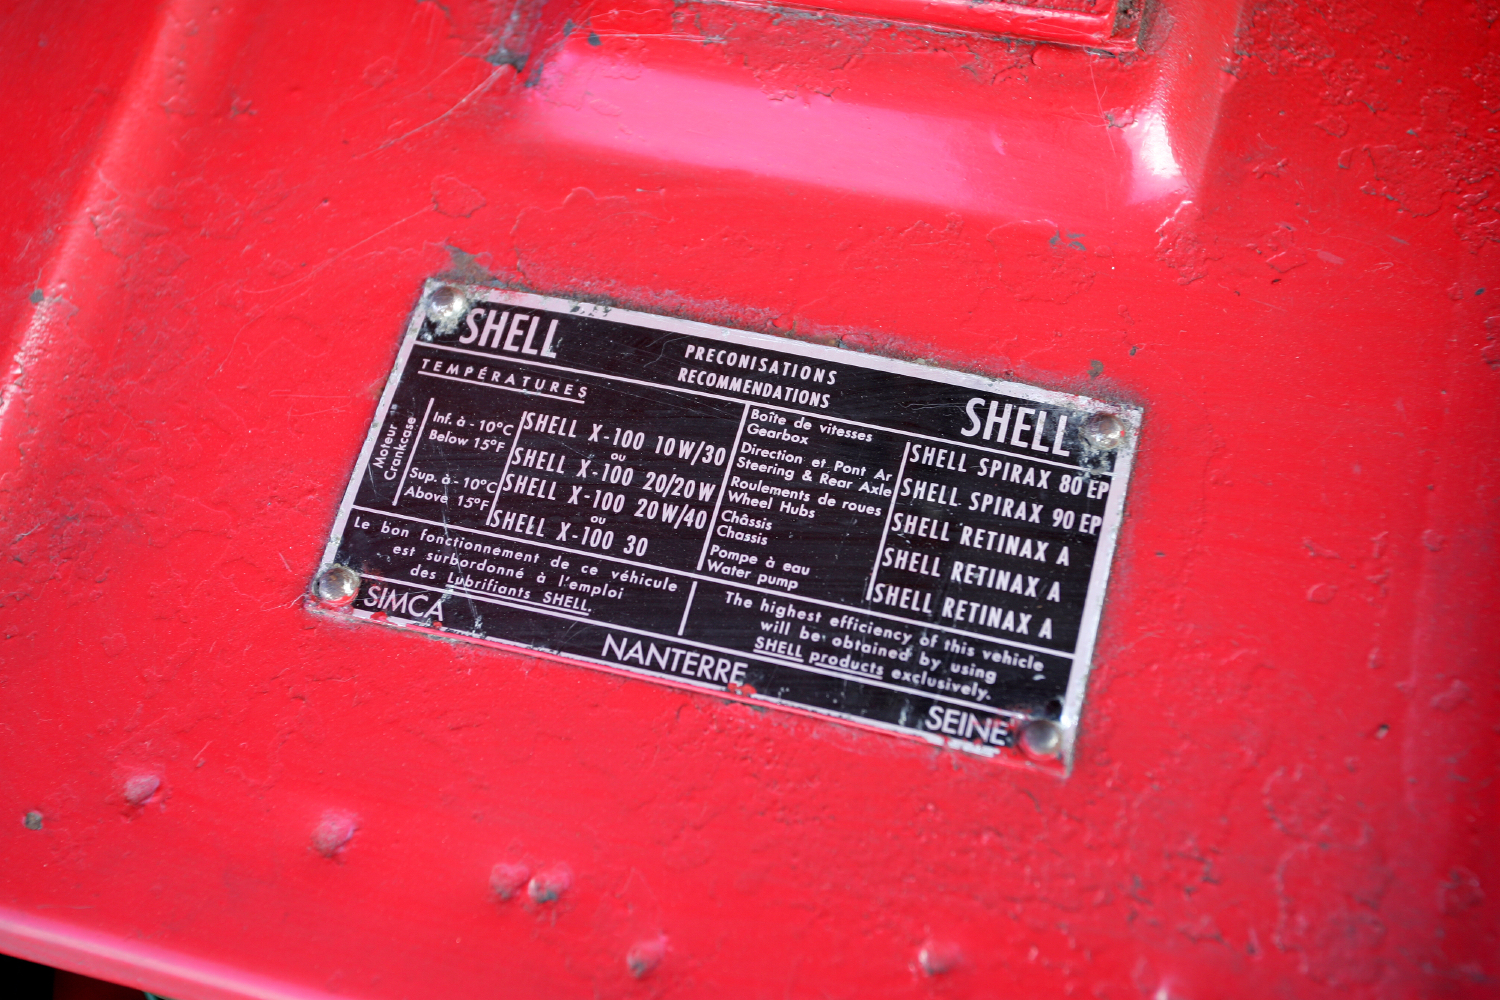 SHELL
PRECONISATIONS
RECOMMENDATIONS
SHELL
TEMPÉRATURES
Moteur
Crankcase
Inf. à - 10°C
Below 15°F
Sup. à - 10°C
Above 15°F
SHELL X-100 10W/30
ou
SHELL X-100 20/20W
SHELL X-100 20W/40
ou
SHELL X-100 30
Boîte de vitesses
Gearbox
Direction et Pont Ar
Steering & Rear Axle
Roulements de roues
Wheel Hubs
Châssis
Chassis
Pompe à eau
Water pump
SHELL SPIRAX 80 EP
SHELL SPIRAX 90 EP
SHELL RETINAX A
SHELL RETINAX A
SHELL RETINAX A
Le bon fonctionnement de ce véhicule
est surbordonné à l'emploi
des Lubrifiants SHELL.
The highest efficiency of this vehicle
will be obtained by using
SHELL products exclusively.
SIMCA
NANTERRE
SEINE